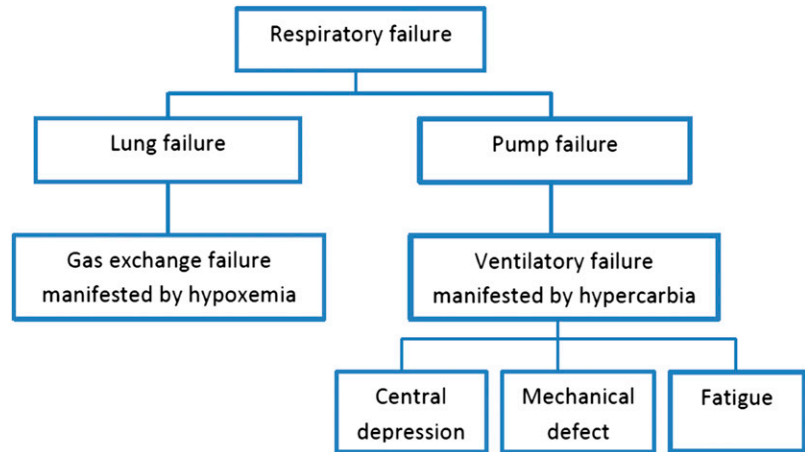 Respiratory failure
Lung failure
Pump failure
Gas exchange failure
manifested by hypoxemia
Ventilatory failure
manifested by hypercarbia
Central
depression
Mechanical
defect
Fatigue